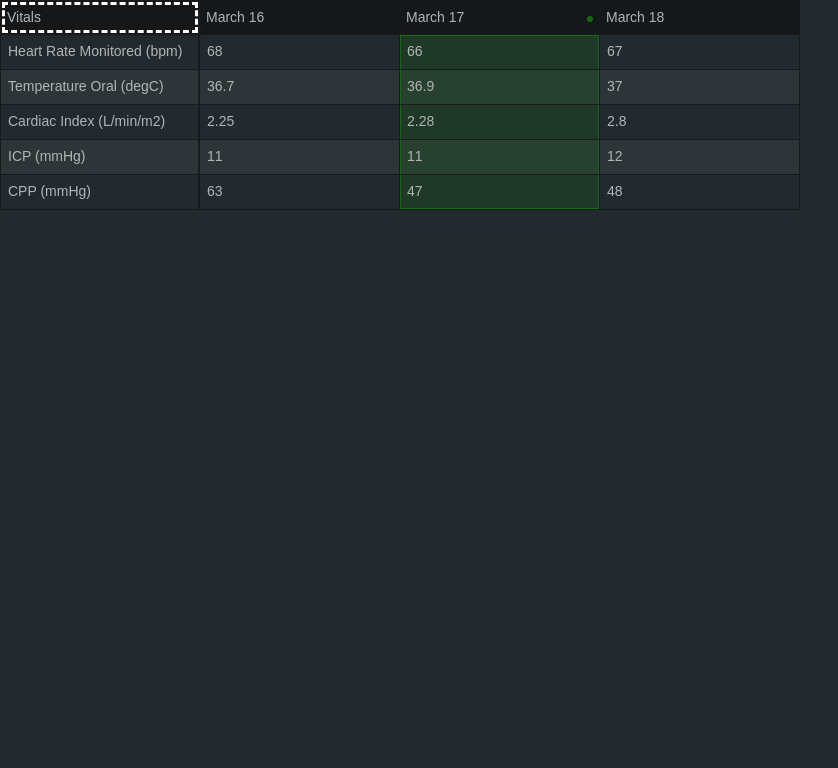 Vitals March 16 March 17 March 18
Heart Rate Monitored (bpm) 68 66 67
Temperature Oral (degC) 36.7 36.9 37
Cardiac Index (L/min/m2) 2.25 2.28 2.8
ICP (mmHg) 11 11 12
CPP (mmHg) 63 47 48